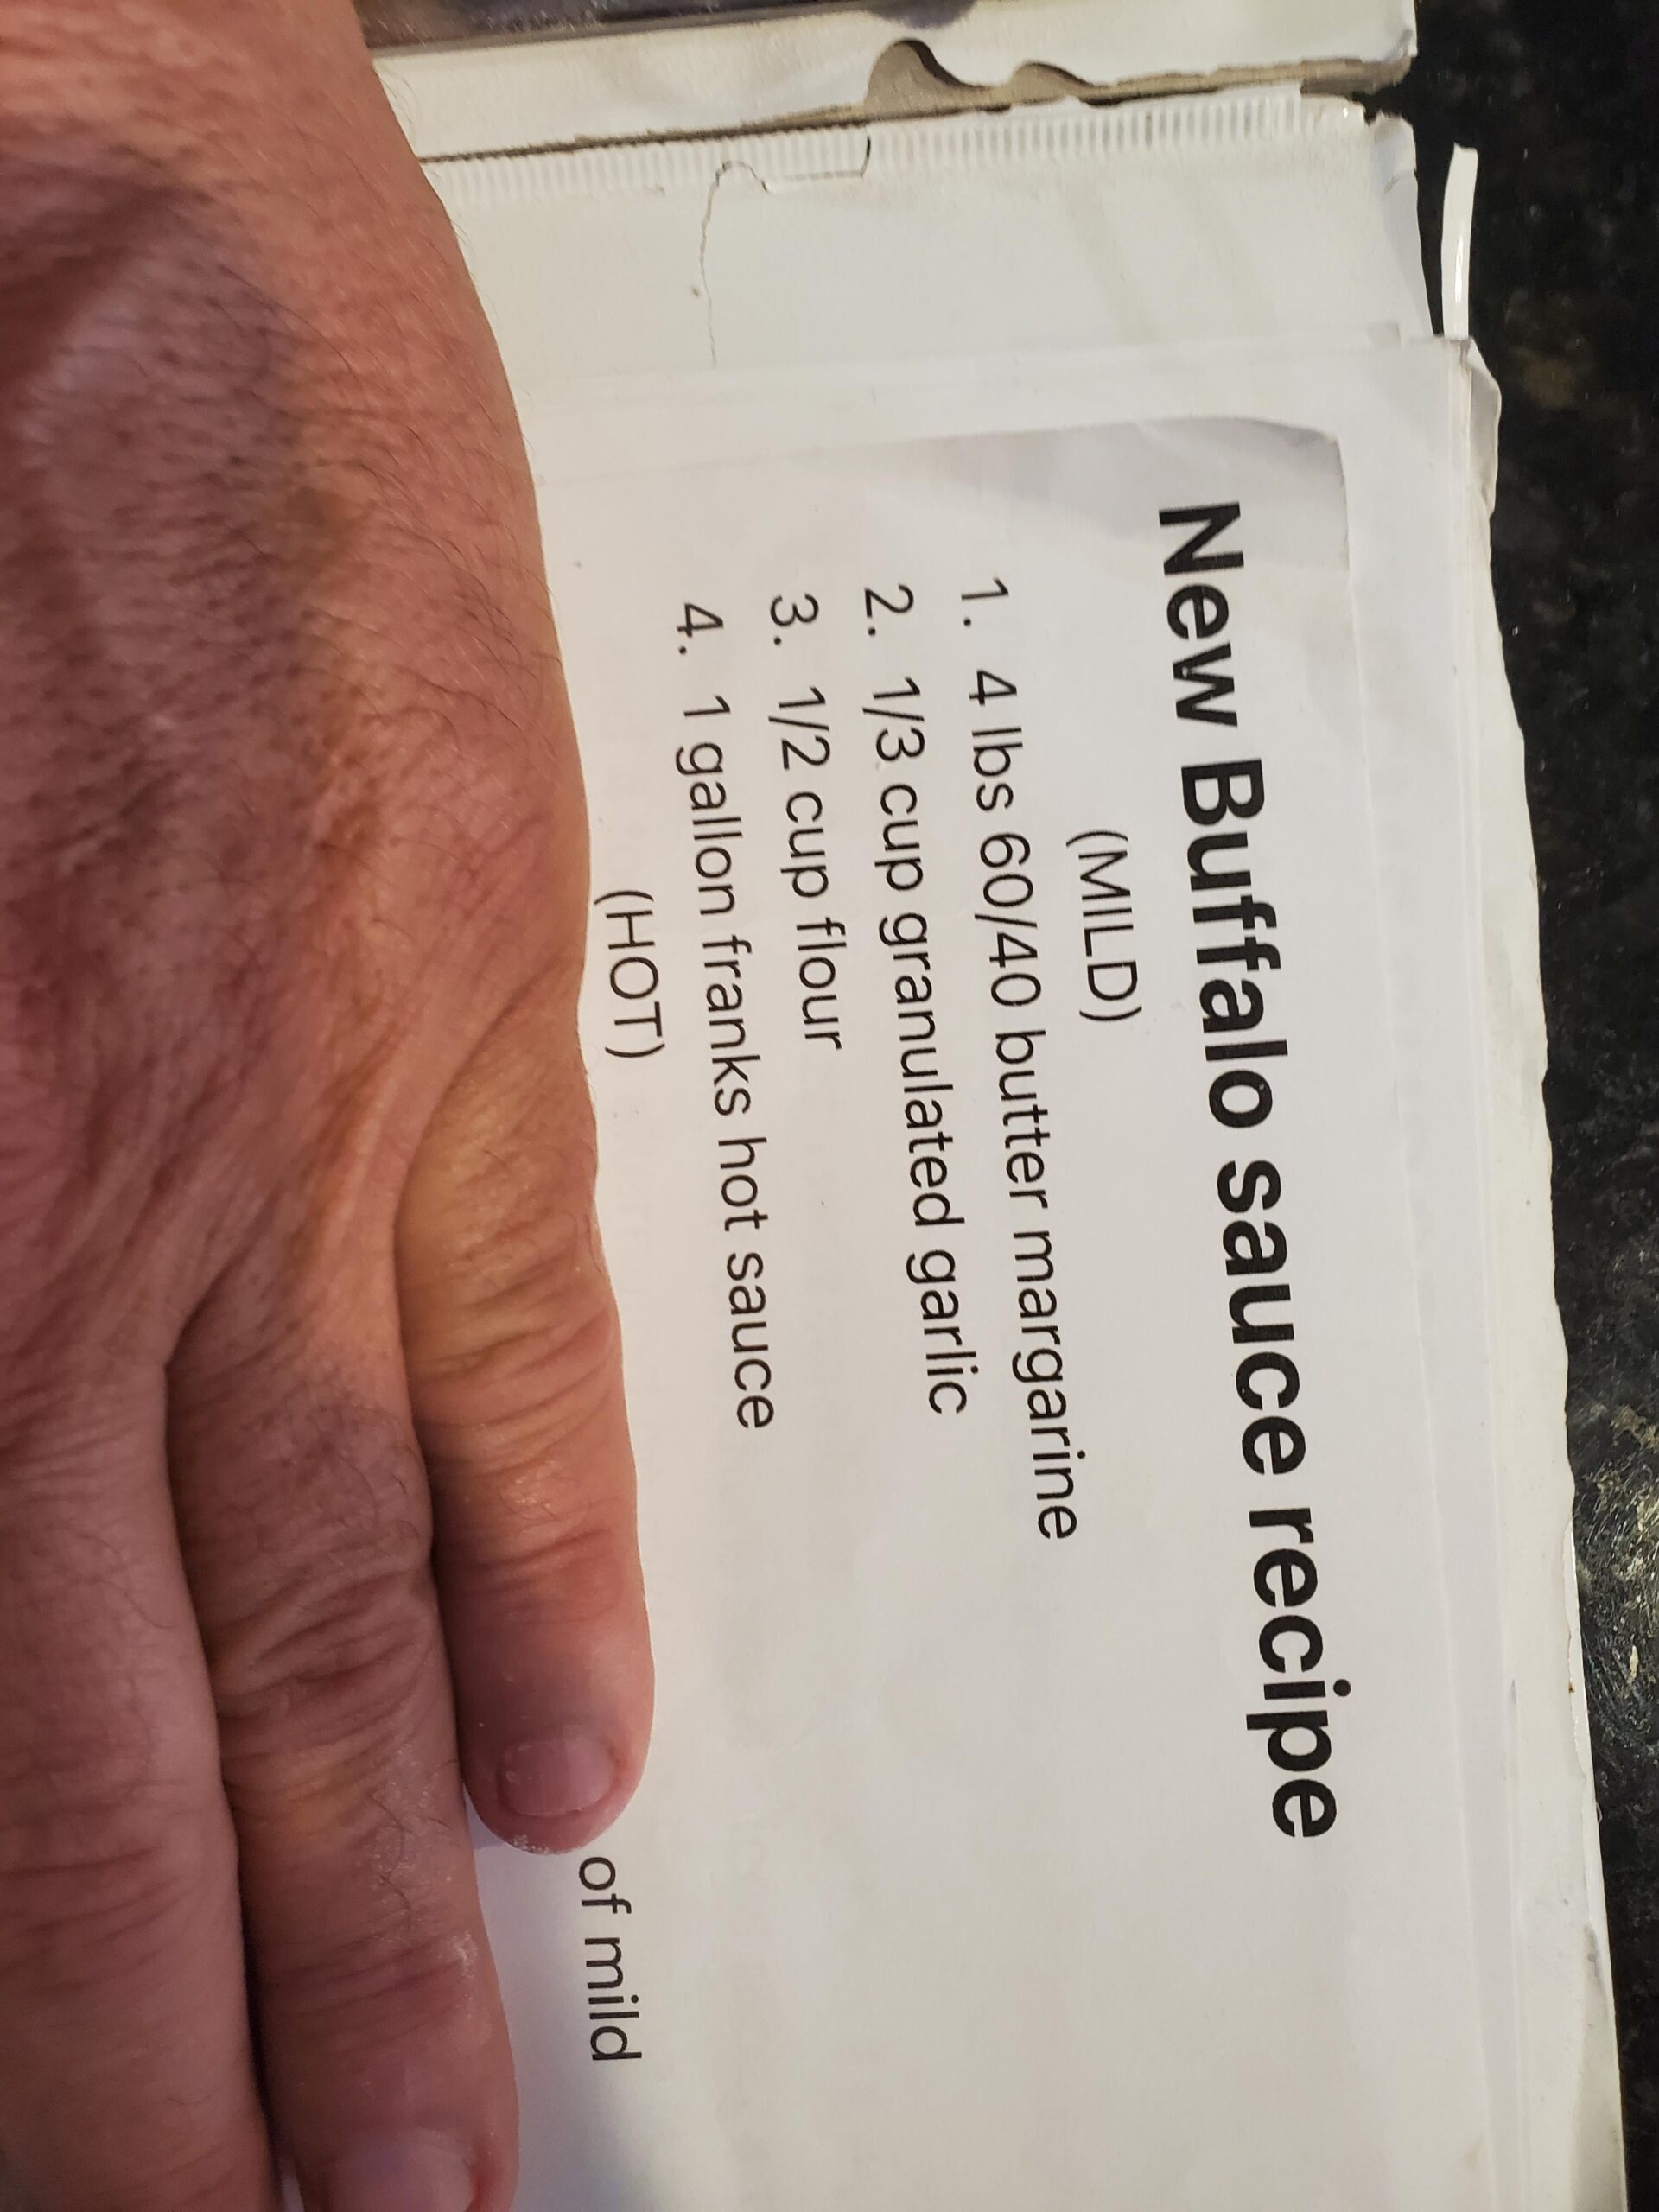 New Buffalo sauce recipe
(MILD)
1. 4 lbs 60/40 butter margarine
2. 1/3 cup granulated garlic
3. 1/2 cup flour
4. 1 gallon franks hot sauce
(HOT)
of mild